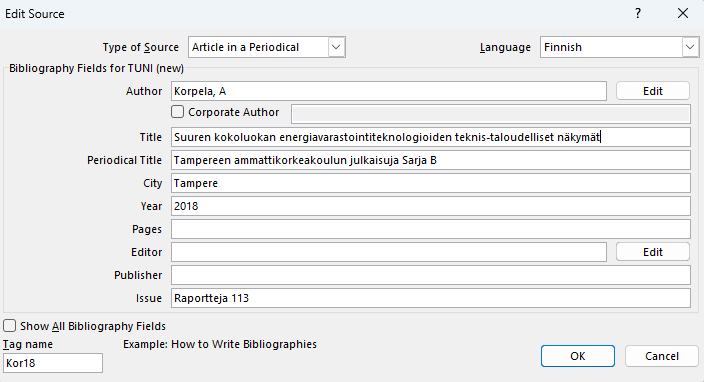 Edit Source ? ×
Type of Source Article in a Periodical Language Finnish
Bibliography Fields for TUNI (new)
Author Korpela, A Edit
Corporate Author
Title Suuren kokoluokan energiavarastointiteknologioiden teknis-taloudelliset näkymät
Periodical Title Tampereen ammattikorkeakoulun julkaisuja Sarja B
City Tampere
Year 2018
Pages
Editor Edit
Publisher
Issue Raportteja 113
Show All Bibliography Fields
Tag name Example: How to Write Bibliographies
Kor18 OK Cancel